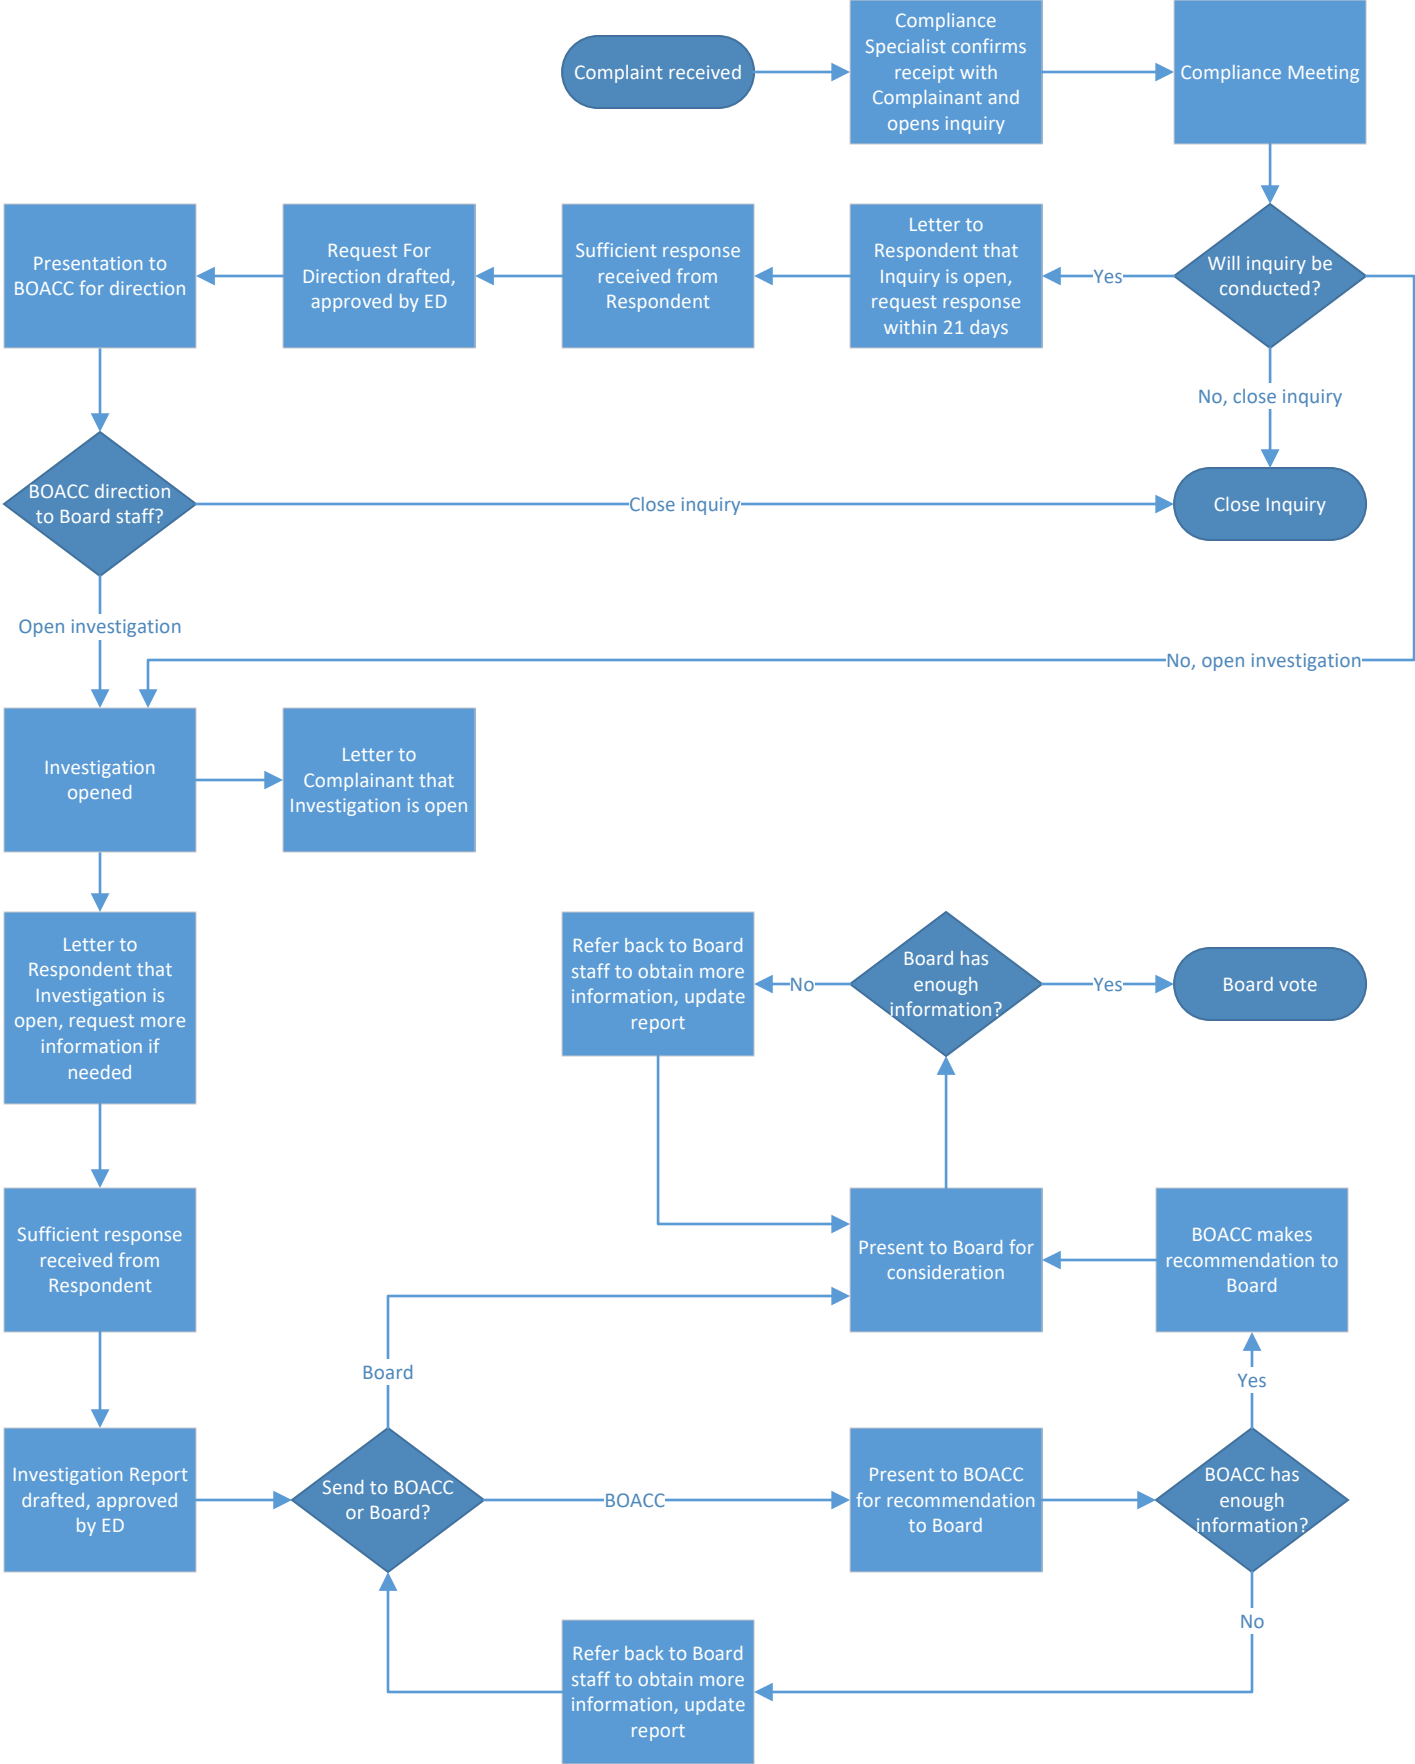 Complaint received
Compliance
Specialist confirms
receipt with
Complainant and
opens inquiry
Compliance Meeting
Will inquiry be
conducted?
Yes
Letter to
Respondent that
Inquiry is open,
request response
within 21 days
Sufficient response
received from
Respondent
Request For
Direction drafted,
approved by ED
Presentation to
BOACC for direction
No, close inquiry
BOACC direction
to Board staff?
Close inquiry
Close Inquiry
Open investigation
No, open investigation
Investigation
opened
Letter to
Complainant that
Investigation is open
Letter to
Respondent that
Investigation is
open, request more
information if
needed
Refer back to Board
staff to obtain more
information, update
report
No
Board has
enough
information?
Yes
Board vote
Sufficient response
received from
Respondent
Present to Board for
consideration
BOACC makes
recommendation to
Board
Board
Yes
Investigation Report
drafted, approved
by ED
Send to BOACC
or Board?
BOACC
Present to BOACC
for recommendation
to Board
BOACC has
enough
information?
No
Refer back to Board
staff to obtain more
information, update
report